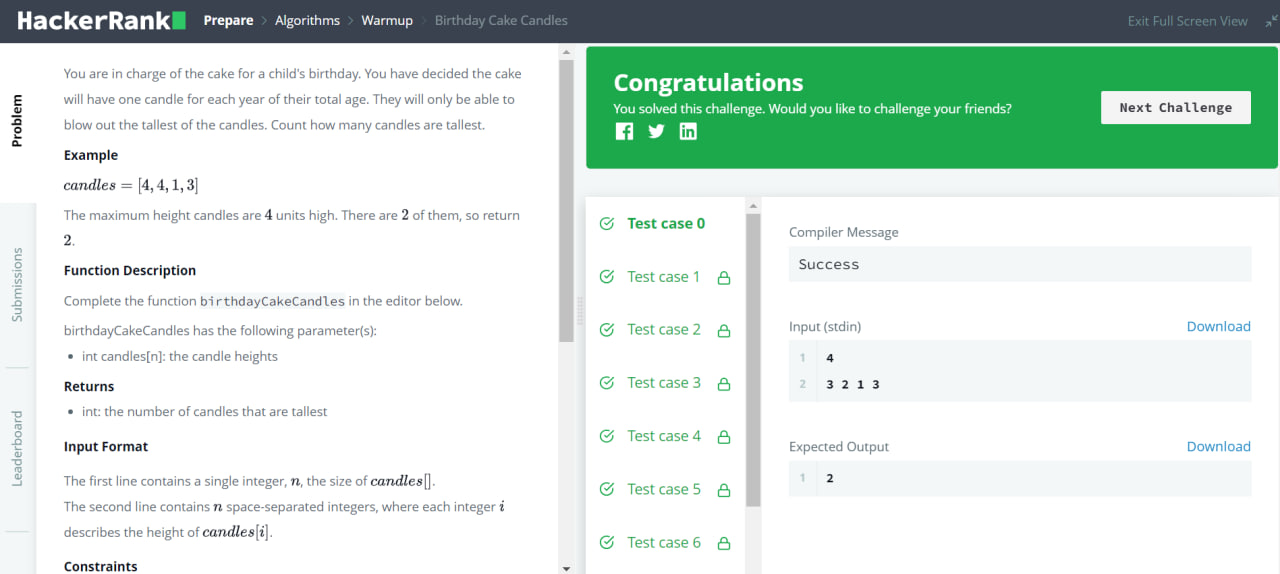 HackerRank Prepare > Algorithms > Warmup > Birthday Cake Candles Exit Full Screen View
Problem
Submissions
Leaderboard
You are in charge of the cake for a child's birthday. You have decided the cake
will have one candle for each year of their total age. They will only be able to
blow out the tallest of the candles. Count how many candles are tallest.
Example
candles = [4, 4, 1, 3]
The maximum height candles are 4 units high. There are 2 of them, so return
2.
Function Description
Complete the function birthdayCakeCandles in the editor below.
birthdayCakeCandles has the following parameter(s):
• int candles[n]: the candle heights
Returns
• int: the number of candles that are tallest
Input Format
The first line contains a single integer, n, the size of candles[].
The second line contains n space-separated integers, where each integer i
describes the height of candles[i].
Constraints
Congratulations
You solved this challenge. Would you like to challenge your friends?
Next Challenge
Test case 0
Test case 1
Test case 2
Test case 3
Test case 4
Test case 5
Test case 6
Compiler Message
Success
Input (stdin) Download
1 4
2 3 2 1 3
Expected Output Download
1 2